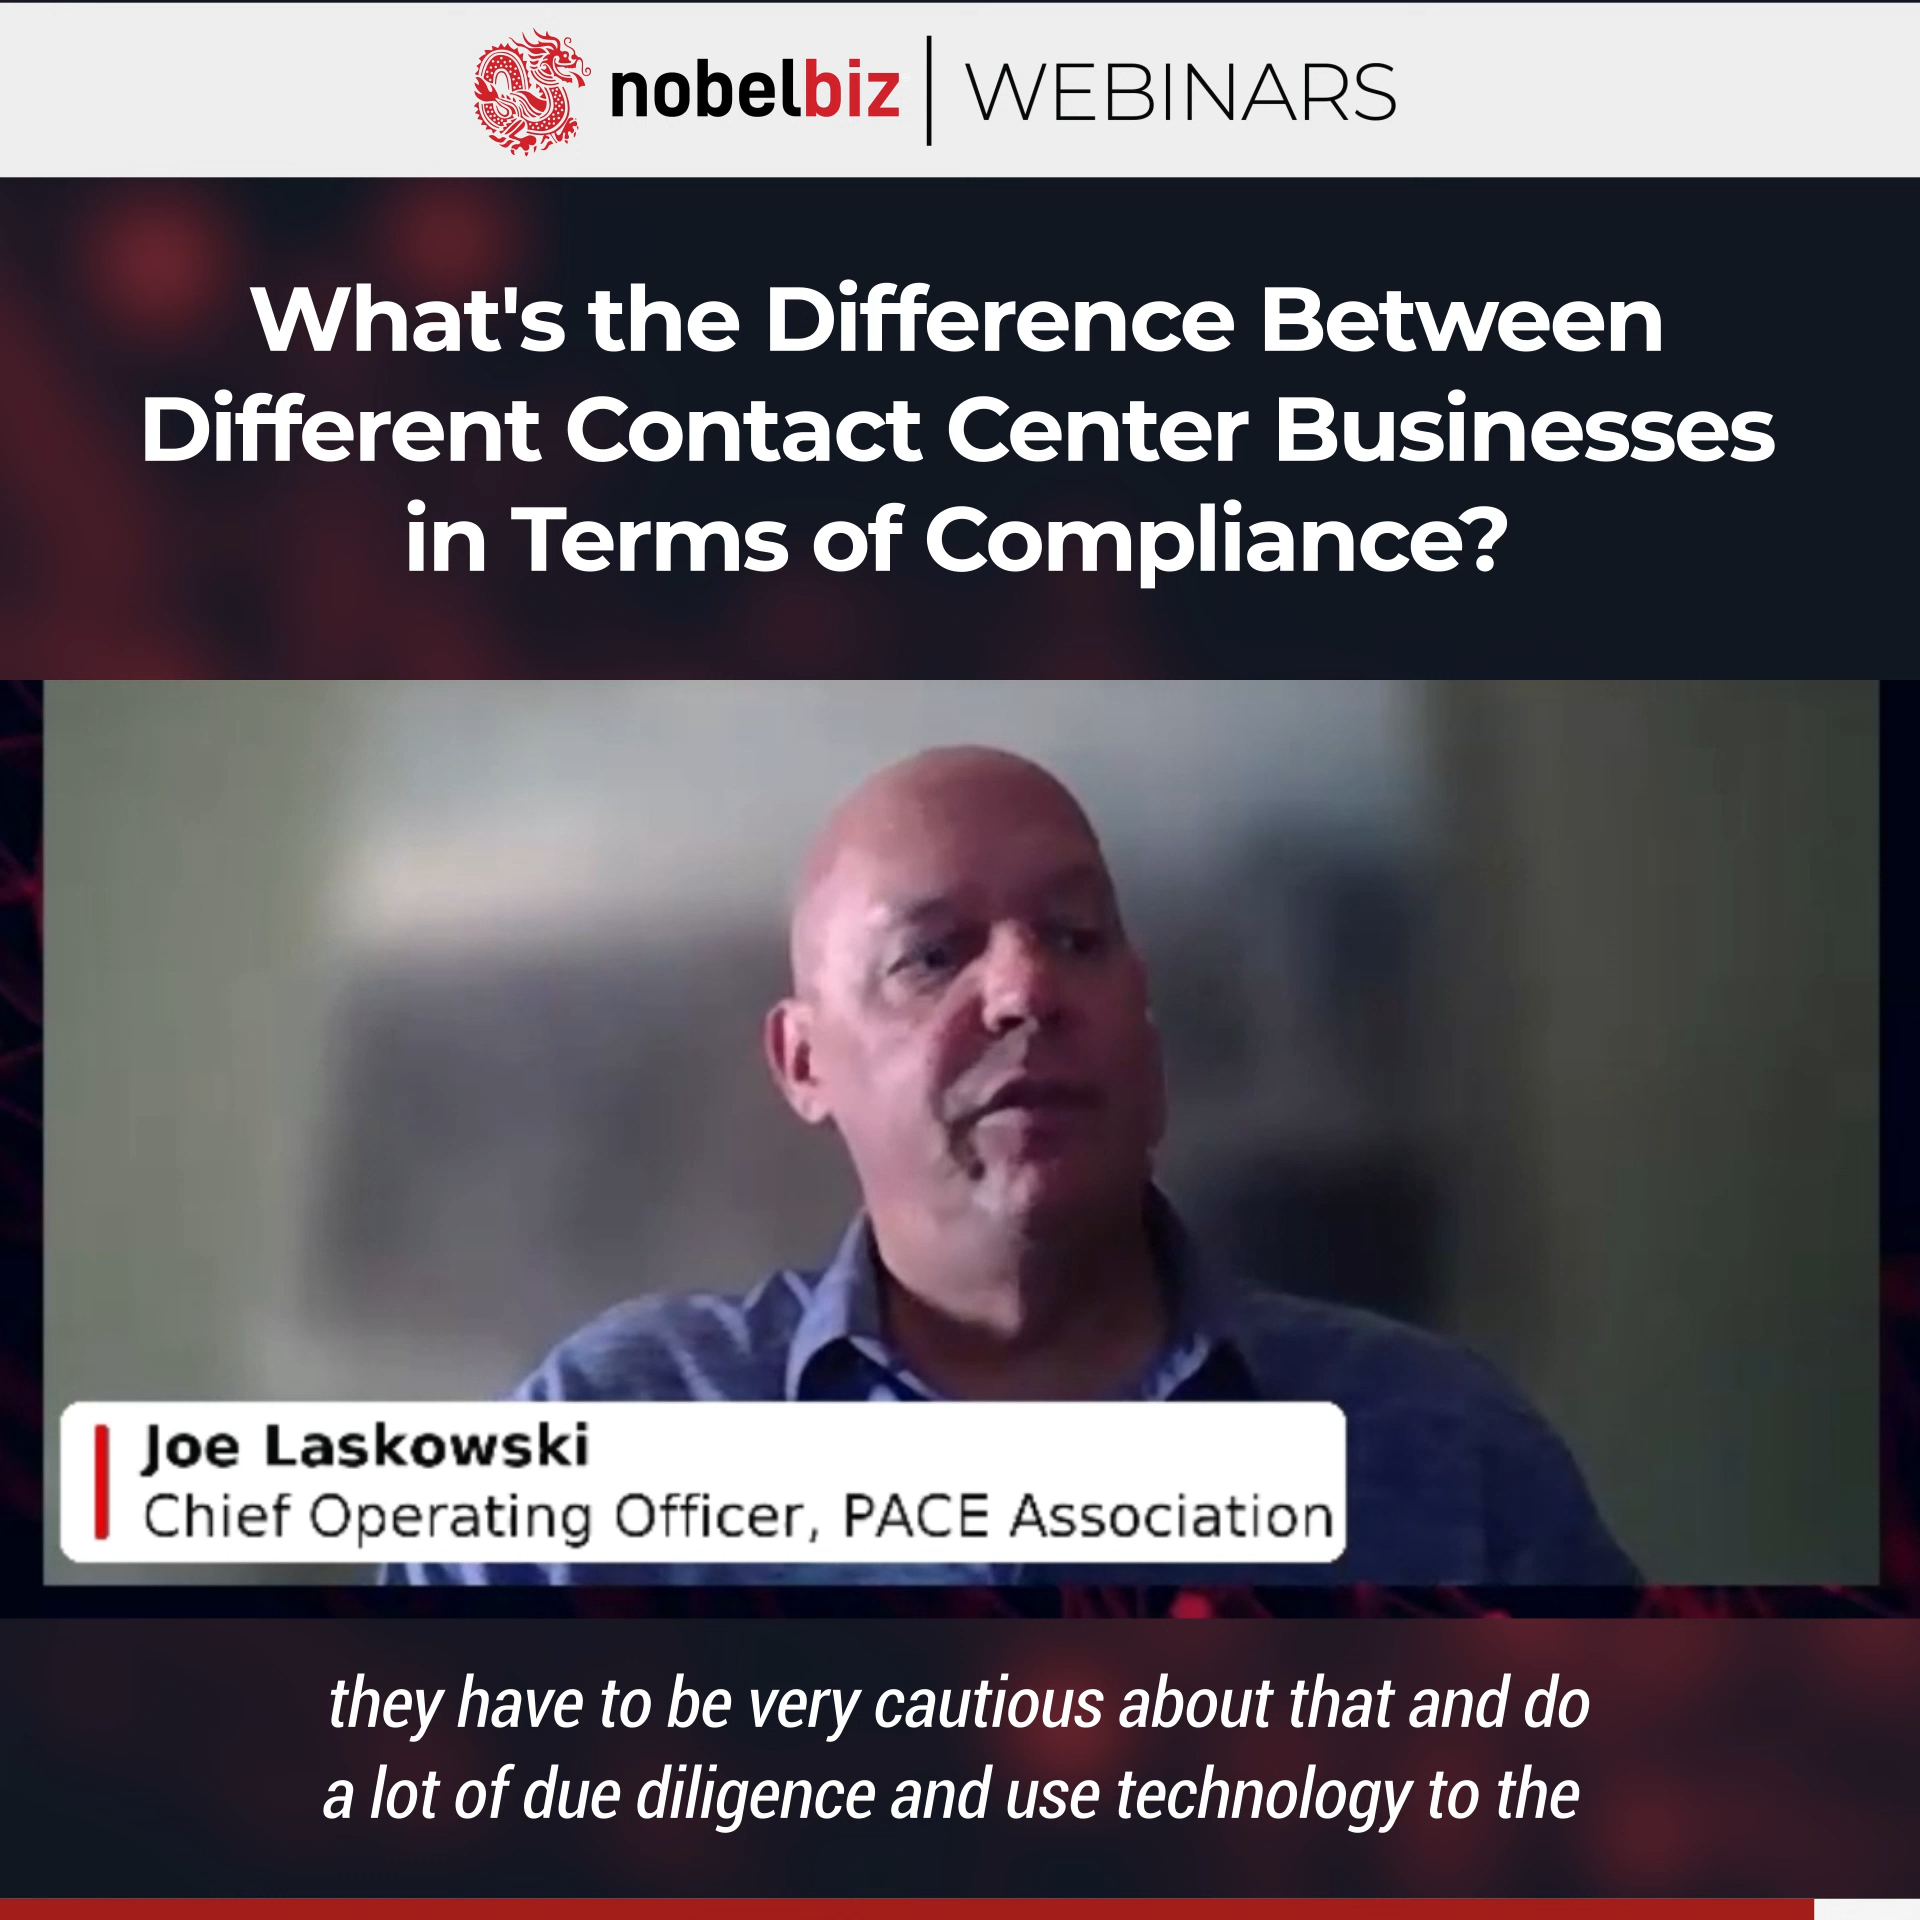 nobelbiz | WEBINARS
What's the Difference Between
Different Contact Center Businesses
in Terms of Compliance?
Joe Laskowski
Chief Operating Officer, PACE Association
they have to be very cautious about that and do
a lot of due diligence and use technology to the